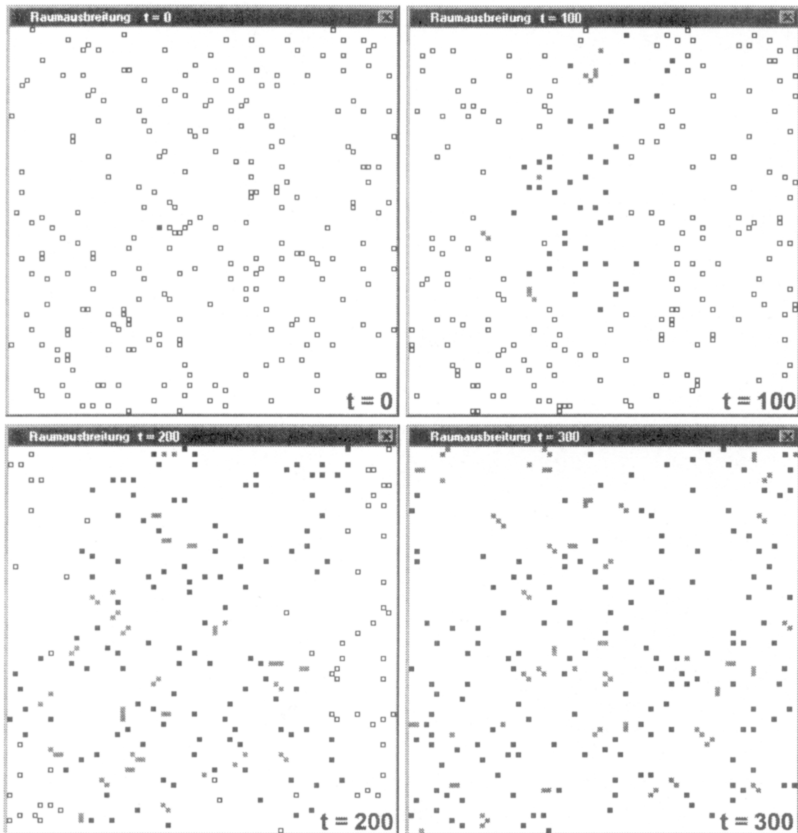 Raumausbreitung t = 0
t = 0
Raumausbreitung t = 100
t = 100
Raumausbreitung t = 200
t = 200
Raumausbreitung t = 300
t = 300